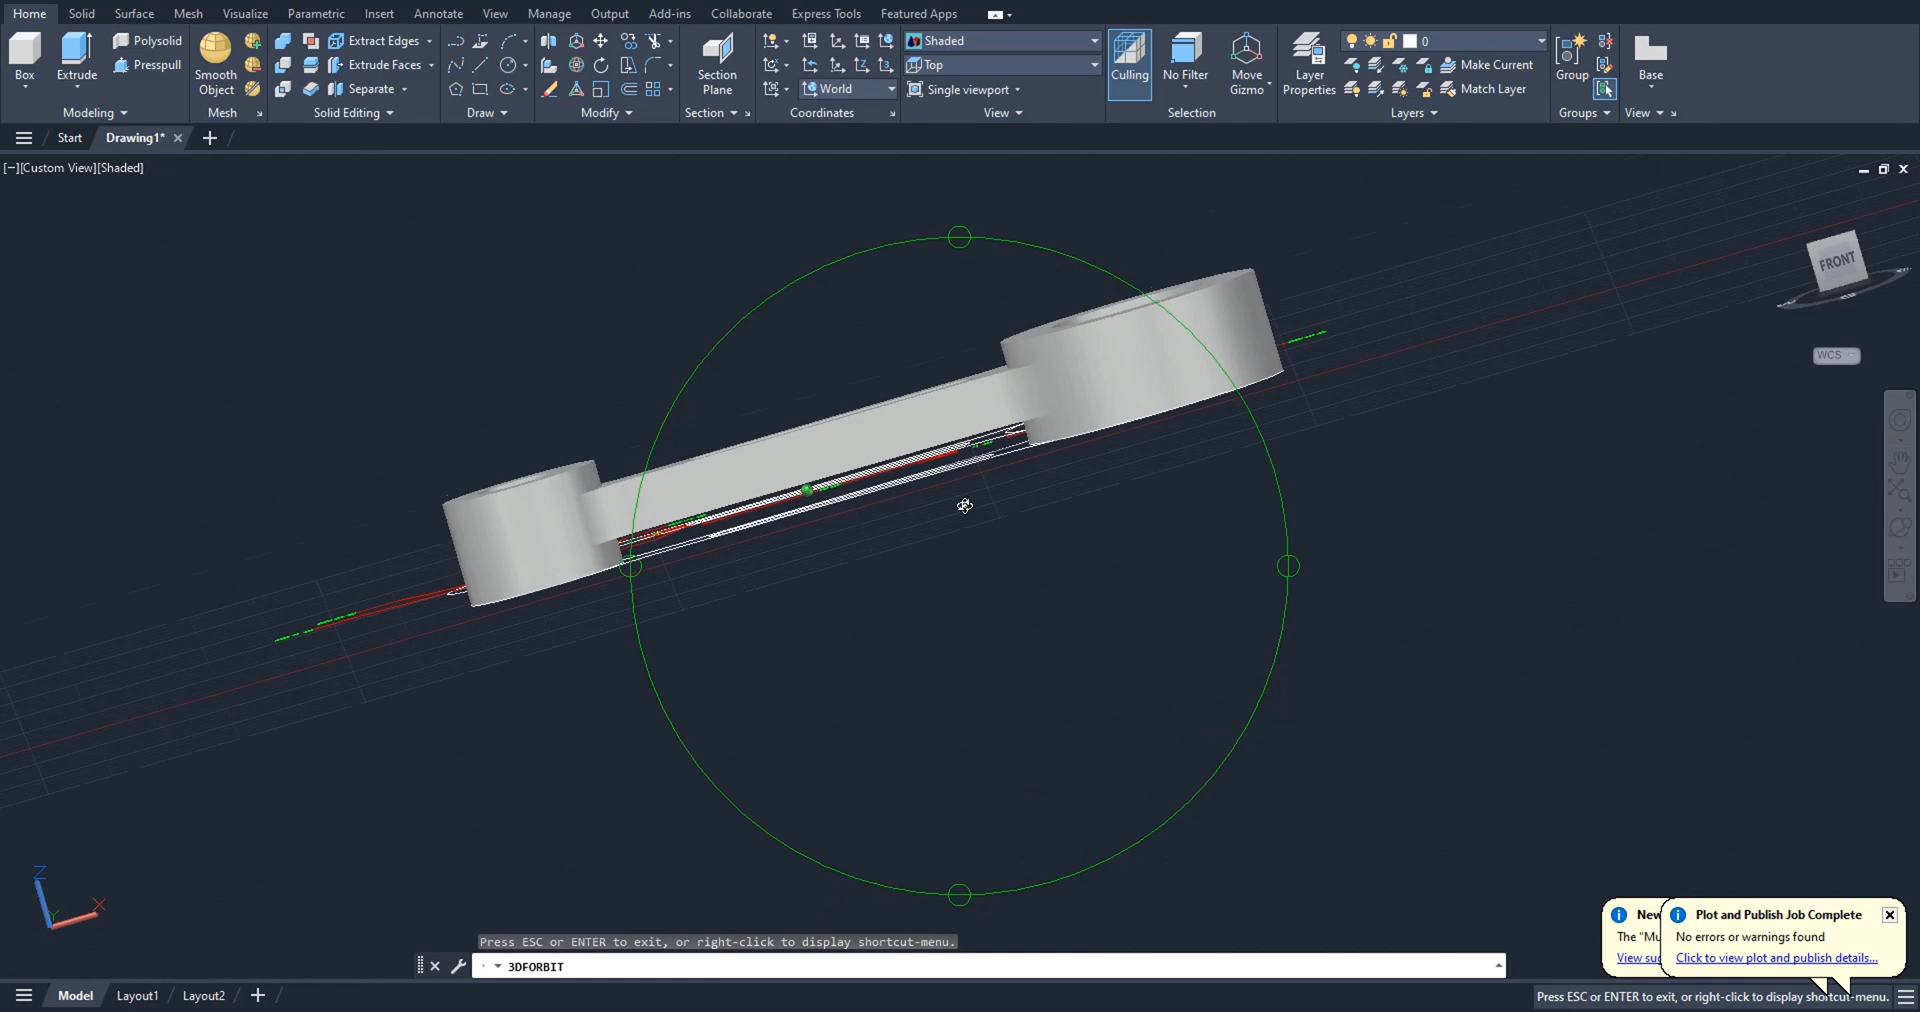 Home Solid Surface Mesh Visualize Parametric Insert Annotate View Manage Output Add-ins Collaborate Express Tools Featured Apps
Box
Extrude
Polysolid
Presspull
Modeling
Smooth
Object
Mesh
Extract Edges
Extrude Faces
Separate
Solid Editing
Draw
Modify
Section
Plane
Section
World
Coordinates
Shaded
Top
Single viewport
View
Culling
No Filter
Move
Gizmo
Selection
Layer
Properties
0
Make Current
Match Layer
Layers
Group
Groups
Base
View
Start Drawing1*
[−][Custom View][Shaded]
FRONT
WCS
Z
Y
X
New
The "Mu
View sug
Plot and Publish Job Complete
No errors or warnings found
Click to view plot and publish details...
Press ESC or ENTER to exit, or right-click to display shortcut-menu.
3DFORBIT
Model Layout1 Layout2
Press ESC or ENTER to exit, or right-click to display shortcut-menu.